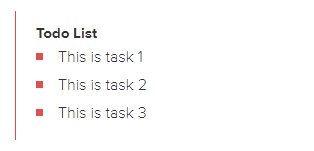 Todo List
This is task 1
This is task 2
This is task 3